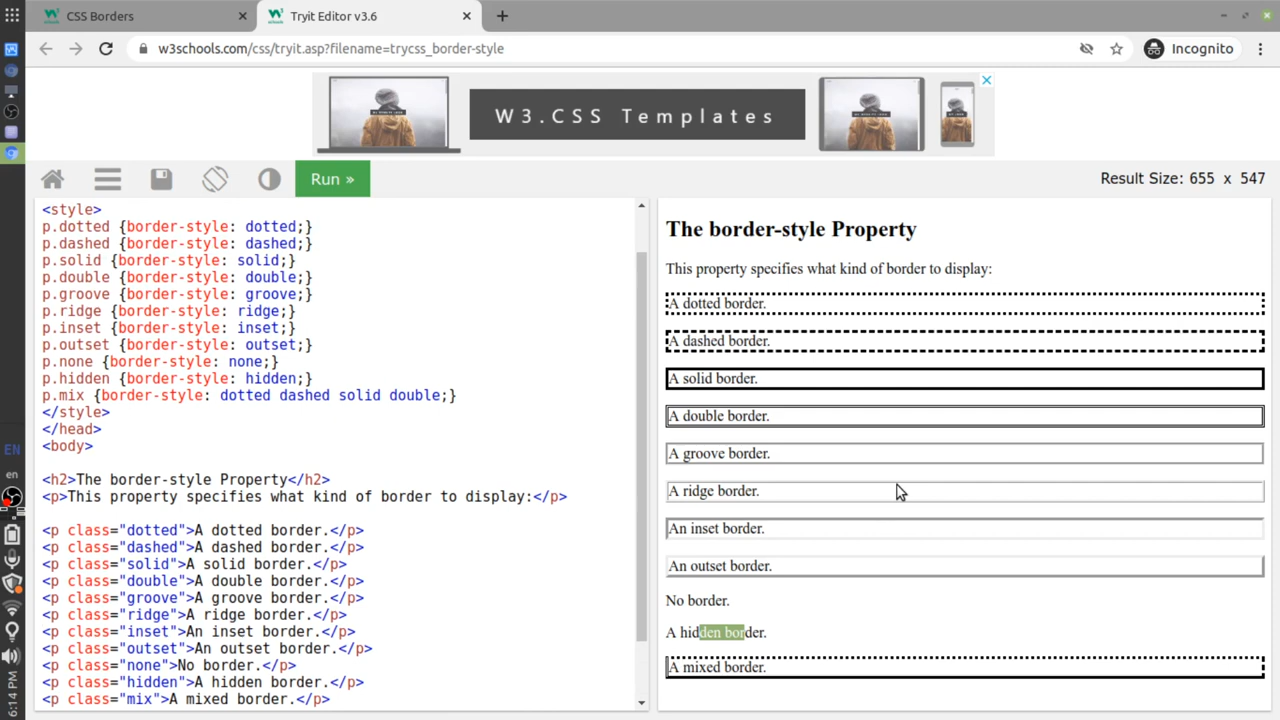 CSS Borders
Tryit Editor v3.6
w3schools.com/css/tryit.asp?filename=trycss_border-style
Incognito
W3.CSS Templates
Run »
Result Size: 655 x 547
<style>
p.dotted {border-style: dotted;}
p.dashed {border-style: dashed;}
p.solid {border-style: solid;}
p.double {border-style: double;}
p.groove {border-style: groove;}
p.ridge {border-style: ridge;}
p.inset {border-style: inset;}
p.outset {border-style: outset;}
p.none {border-style: none;}
p.hidden {border-style: hidden;}
p.mix {border-style: dotted dashed solid double;}
</style>
</head>
<body>
<h2>The border-style Property</h2>
<p>This property specifies what kind of border to display:</p>
<p class="dotted">A dotted border.</p>
<p class="dashed">A dashed border.</p>
<p class="solid">A solid border.</p>
<p class="double">A double border.</p>
<p class="groove">A groove border.</p>
<p class="ridge">A ridge border.</p>
<p class="inset">An inset border.</p>
<p class="outset">An outset border.</p>
<p class="none">No border.</p>
<p class="hidden">A hidden border.</p>
<p class="mix">A mixed border.</p>
The border-style Property
This property specifies what kind of border to display:
A dotted border.
A dashed border.
A solid border.
A double border.
A groove border.
A ridge border.
An inset border.
An outset border.
No border.
A hidden border.
A mixed border.
EN
en
6:14 PM